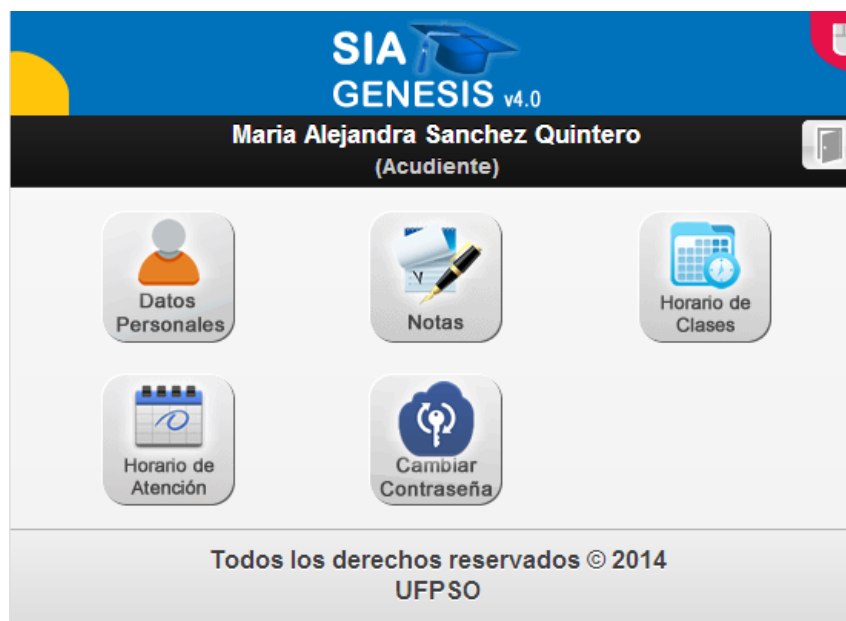 SIA
GENESIS v4.0
Maria Alejandra Sanchez Quintero
(Acudiente)
Datos
Personales
Notas
Horario de
Clases
Horario de
Atención
Cambiar
Contraseña
Todos los derechos reservados © 2014
UFPSO